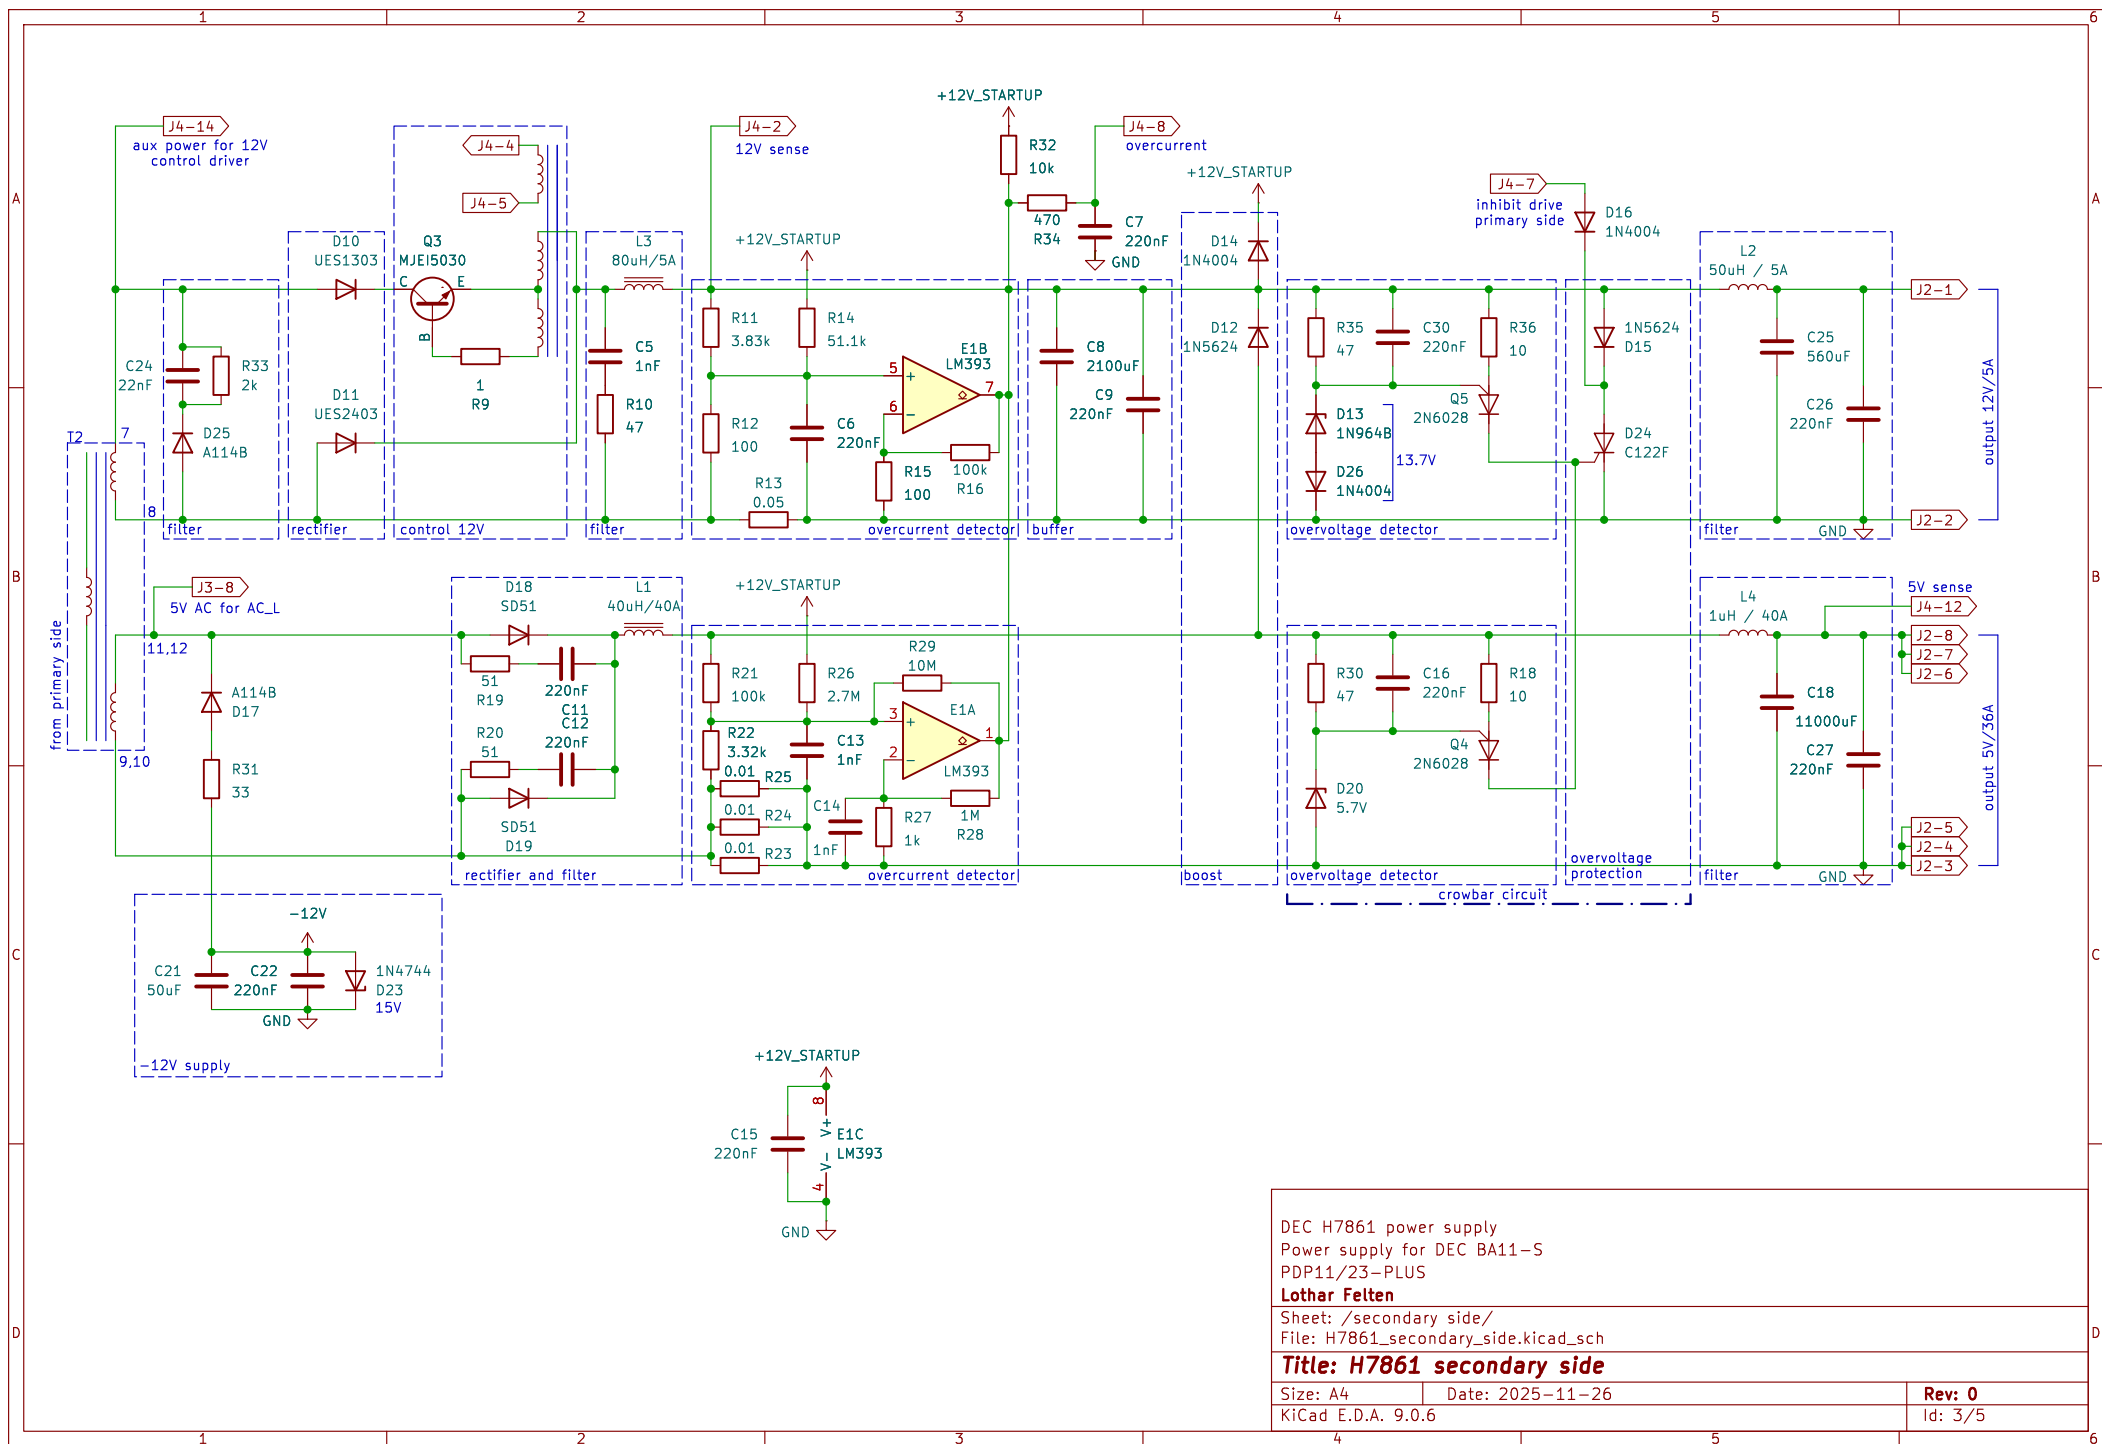 1 2 3 4 5 6
A
B
C
D
+12V_STARTUP
J4-14
aux power for 12V
control driver
J4-4
J4-5
J4-2
12V sense
R32
10k
J4-8
overcurrent
470
R34
C7
220nF
GND
+12V_STARTUP
J4-7
inhibit drive
primary side
D16
1N4004
D10
UES1303
Q3
MJE15030
C
E
B
L3
80uH/5A
+12V_STARTUP
D14
1N4004
L2
50uH / 5A
J2-1
C24
22nF
R33
2k
D25
A114B
filter
D11
UES2403
rectifier
1
R9
control 12V
C5
1nF
R10
47
filter
R11
3.83k
R14
51.1k
R12
100
C6
220nF
R13
0.05
E1B
LM393
5
+
6
−
7
R15
100
100k
R16
overcurrent detector
C8
2100uF
C9
220nF
buffer
D12
1N5624
R35
47
C30
220nF
R36
10
Q5
2N6028
D13
1N964B
D26
1N4004
13.7V
overvoltage detector
1N5624
D15
D24
C122F
C25
560uF
C26
220nF
GND
filter
J2-2
output 12V/5A
T2
7
8
11,12
9,10
from primary side
J3-8
5V AC for AC_L
A114B
D17
R31
33
D18
SD51
L1
40uH/40A
51
R19
220nF
C11
C12
220nF
R20
51
SD51
D19
rectifier and filter
+12V_STARTUP
R21
100k
R26
2.7M
R22
3.32k
0.01
R25
0.01
R24
0.01
R23
C13
1nF
C14
1nF
R29
10M
E1A
LM393
3
+
2
−
1
R27
1k
1M
R28
overcurrent detector
boost
R30
47
C16
220nF
R18
10
Q4
2N6028
D20
5.7V
overvoltage detector
overvoltage
protection
crowbar circuit
L4
1uH / 40A
C18
11000uF
C27
220nF
GND
filter
5V sense
J4-12
J2-8
J2-7
J2-6
output 5V/36A
J2-5
J2-4
J2-3
-12V
C21
50uF
C22
220nF
1N4744
D23
15V
GND
-12V supply
+12V_STARTUP
8
V+
C15
220nF
E1C
LM393
V-
4
GND
DEC H7861 power supply
Power supply for DEC BA11-S
PDP11/23-PLUS
Lothar Felten
Sheet: /secondary side/
File: H7861_secondary_side.kicad_sch
Title: H7861 secondary side
Size: A4 Date: 2025-11-26 Rev: 0
KiCad E.D.A. 9.0.6 Id: 3/5
A
B
C
D
1 2 3 4 5 6